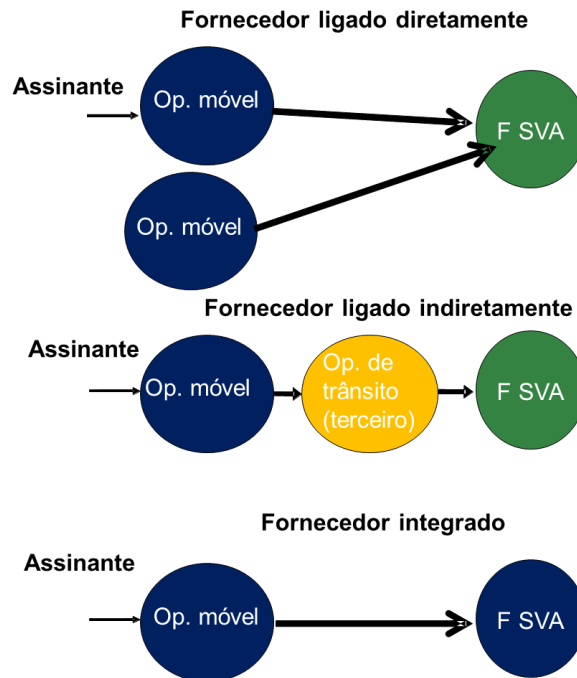 Fornecedor ligado diretamente
Assinante
Op. móvel
F SVA
Op. móvel
Fornecedor ligado indiretamente
Assinante
Op. móvel
Op. de
trânsito
(terceiro)
F SVA
Fornecedor integrado
Assinante
Op. móvel
F SVA